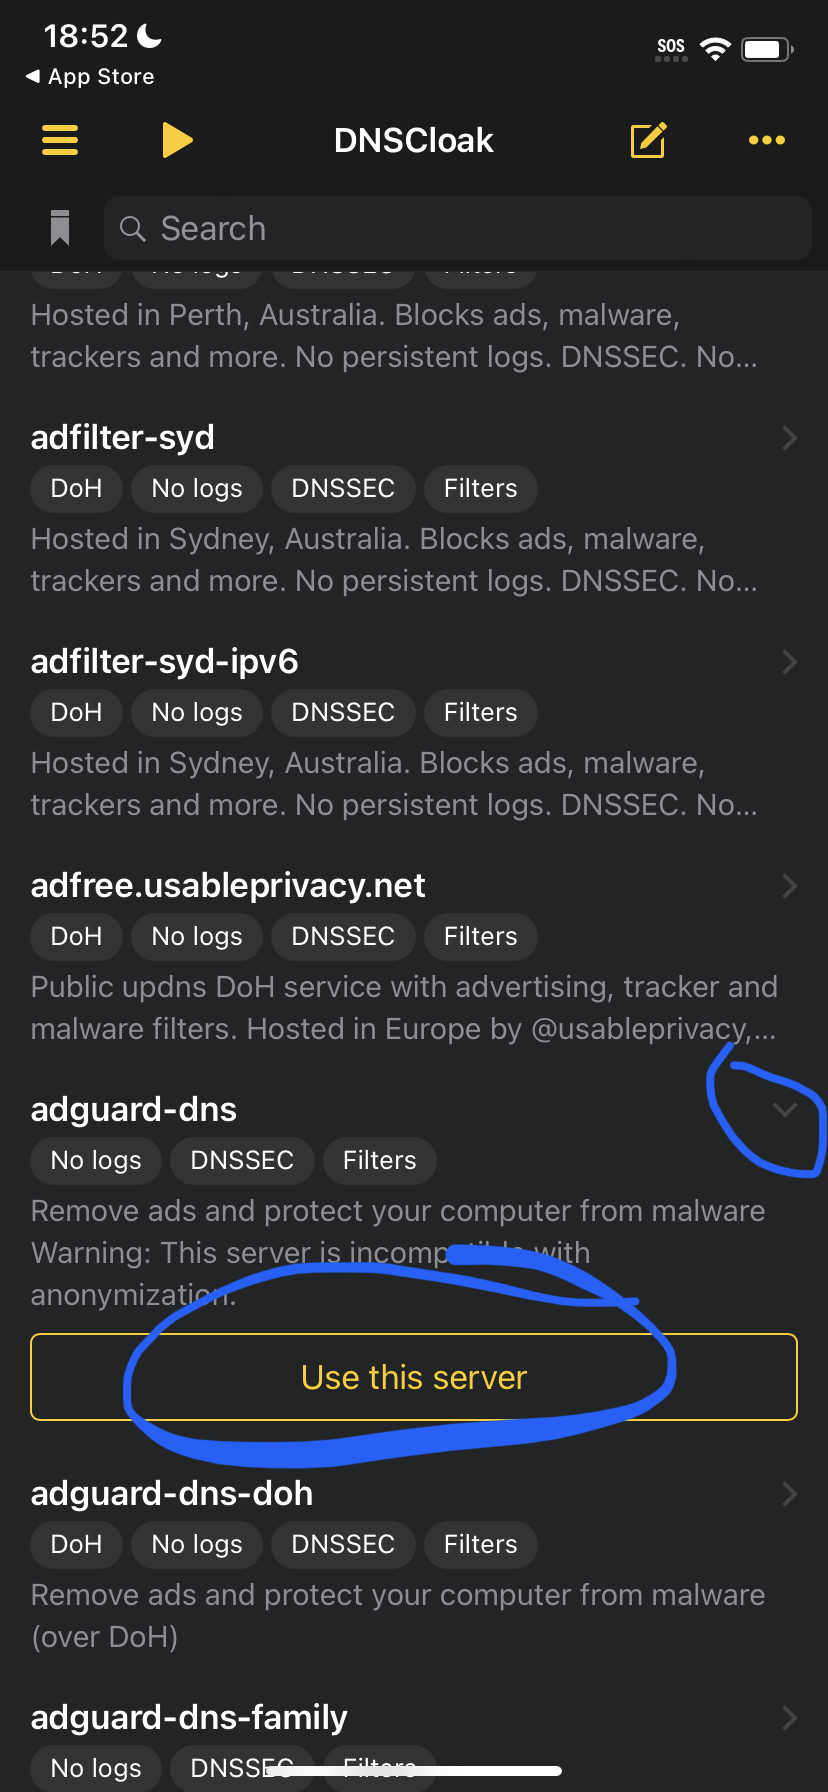 18:52
SOS
App Store
DNSCloak
Search
DoH No logs DNSSEC Filters
Hosted in Perth, Australia. Blocks ads, malware,
trackers and more. No persistent logs. DNSSEC. No...
adfilter-syd
DoH No logs DNSSEC Filters
Hosted in Sydney, Australia. Blocks ads, malware,
trackers and more. No persistent logs. DNSSEC. No...
adfilter-syd-ipv6
DoH No logs DNSSEC Filters
Hosted in Sydney, Australia. Blocks ads, malware,
trackers and more. No persistent logs. DNSSEC. No...
adfree.usableprivacy.net
DoH No logs DNSSEC Filters
Public updns DoH service with advertising, tracker and
malware filters. Hosted in Europe by @usableprivacy,...
adguard-dns
No logs DNSSEC Filters
Remove ads and protect your computer from malware
Warning: This server is incompatible with
anonymization.
Use this server
adguard-dns-doh
DoH No logs DNSSEC Filters
Remove ads and protect your computer from malware
(over DoH)
adguard-dns-family
No logs DNSSEC Filters